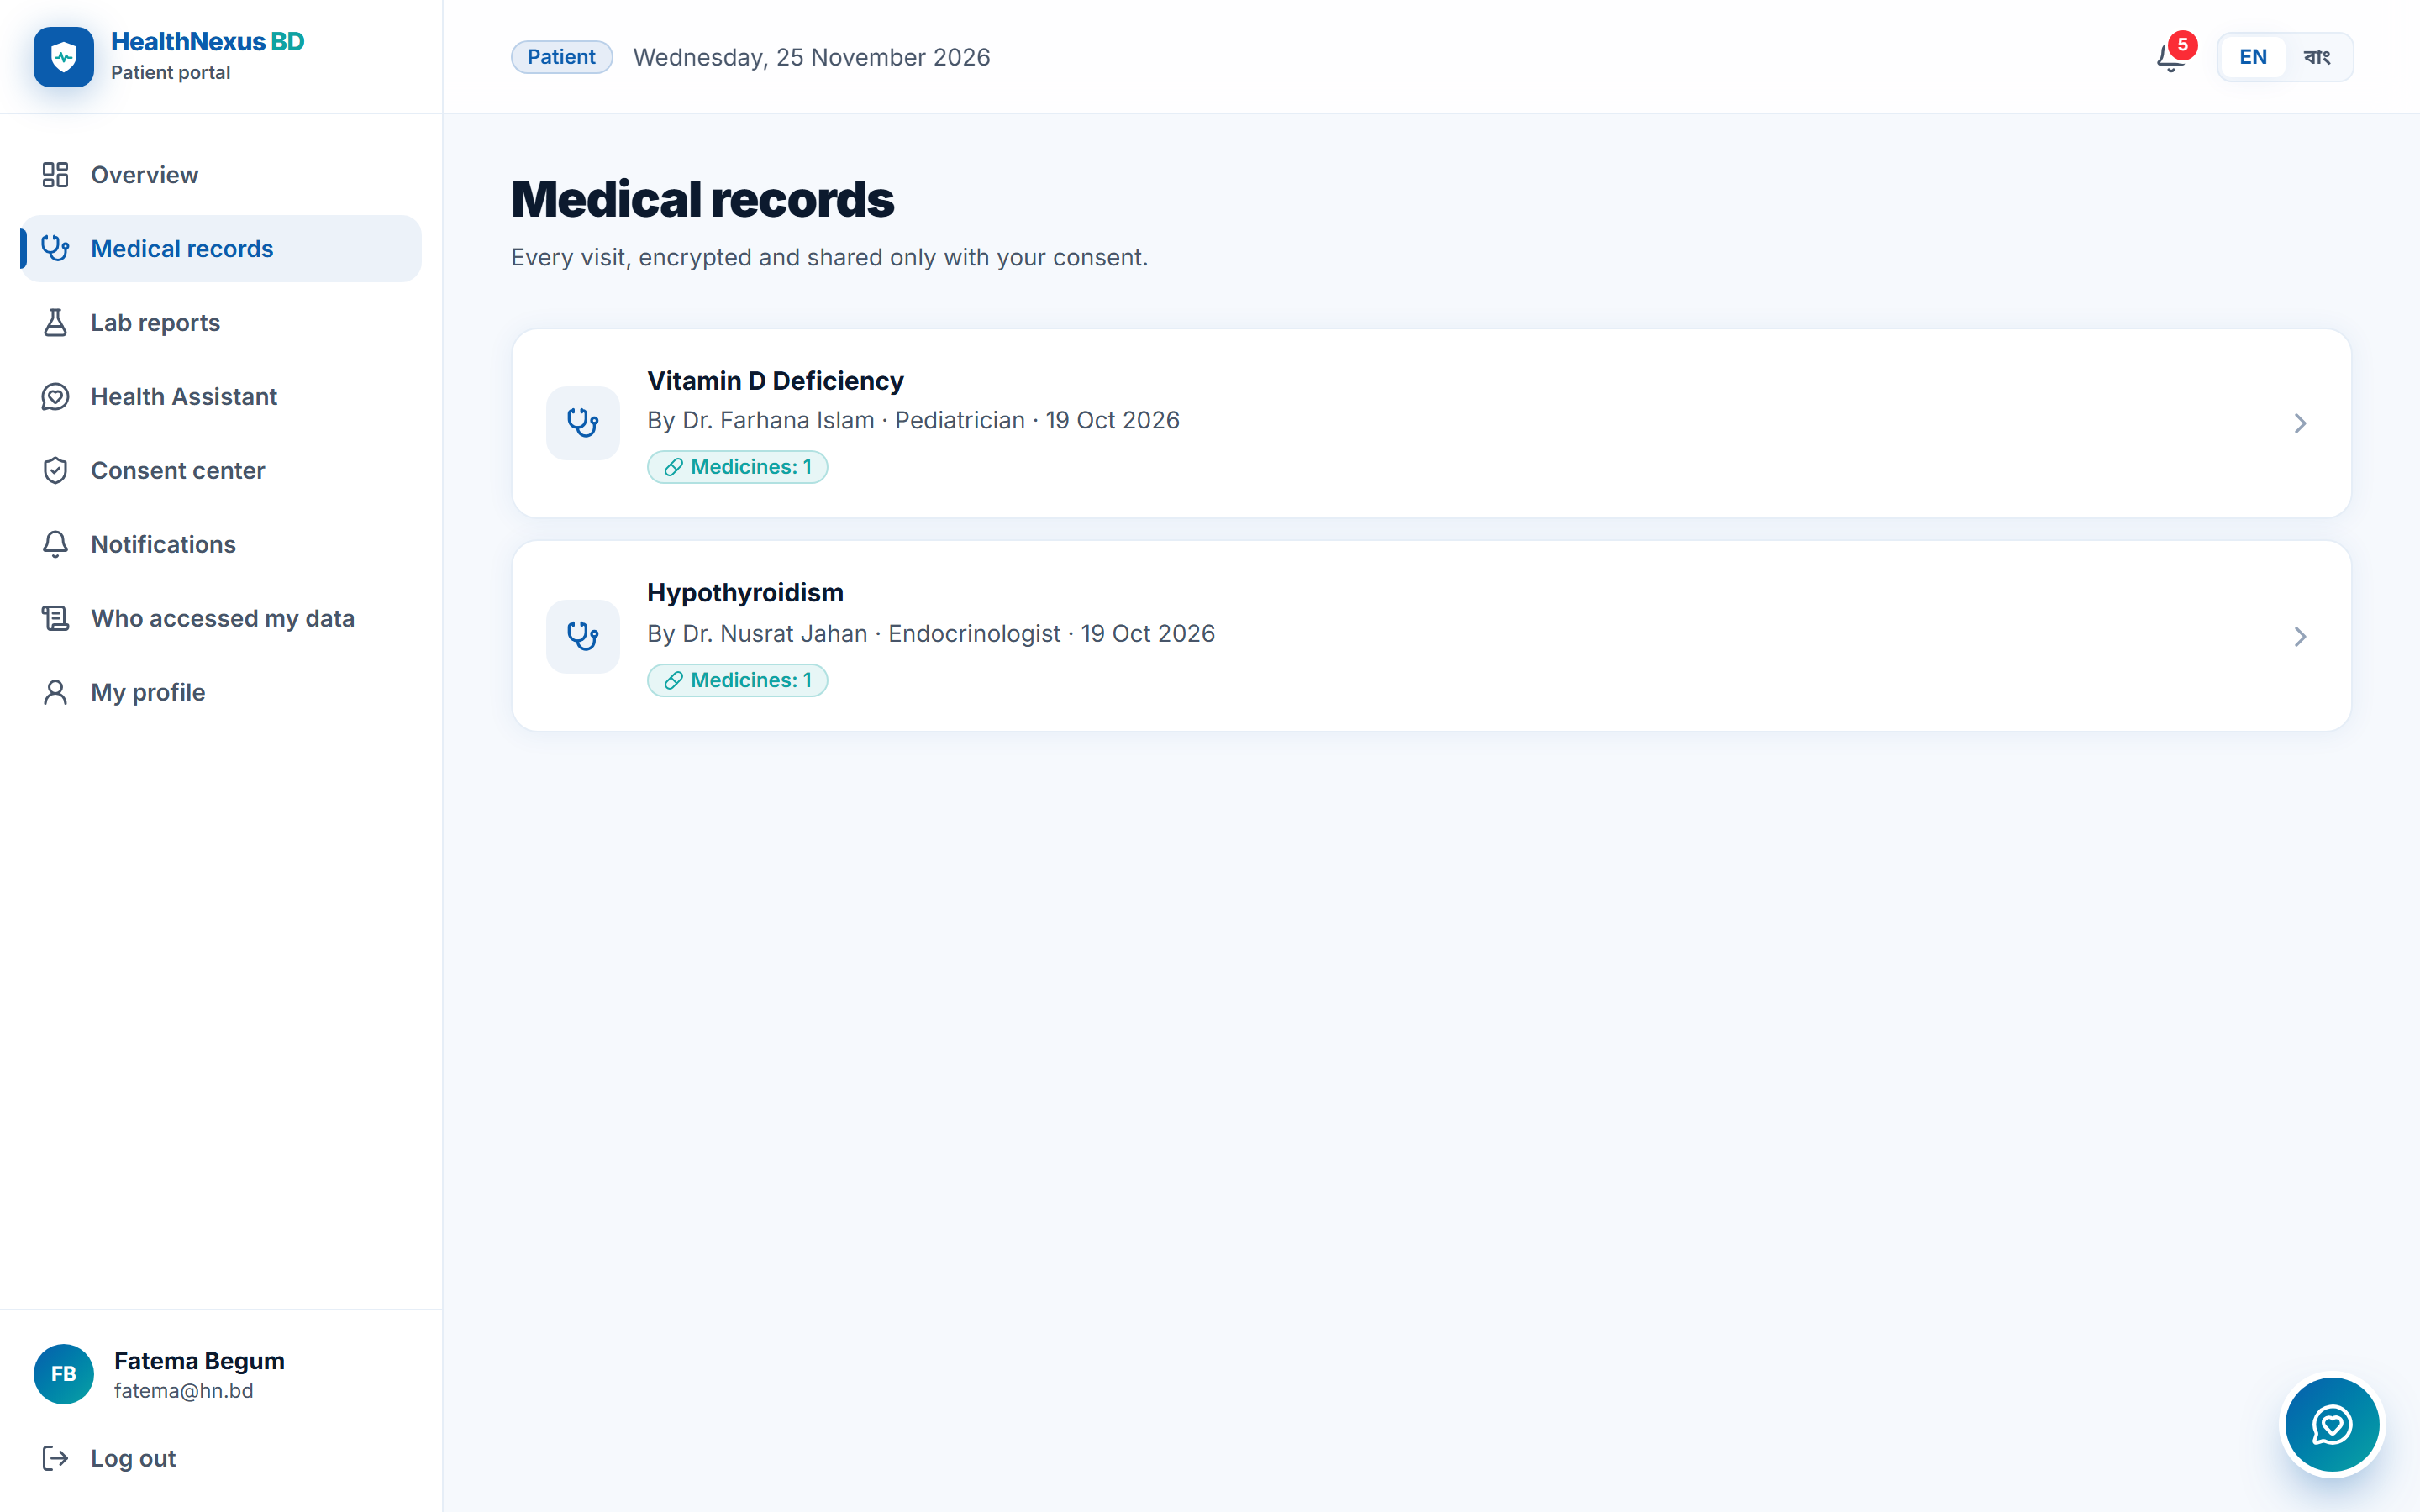 HealthNexus BD
Patient portal
Patient
Wednesday, 25 November 2026
5
EN
বাং
Overview
Medical records
Lab reports
Health Assistant
Consent center
Notifications
Who accessed my data
My profile
Medical records
Every visit, encrypted and shared only with your consent.
Vitamin D Deficiency
By Dr. Farhana Islam · Pediatrician · 19 Oct 2026
Medicines: 1
Hypothyroidism
By Dr. Nusrat Jahan · Endocrinologist · 19 Oct 2026
Medicines: 1
FB
Fatema Begum
fatema@hn.bd
Log out